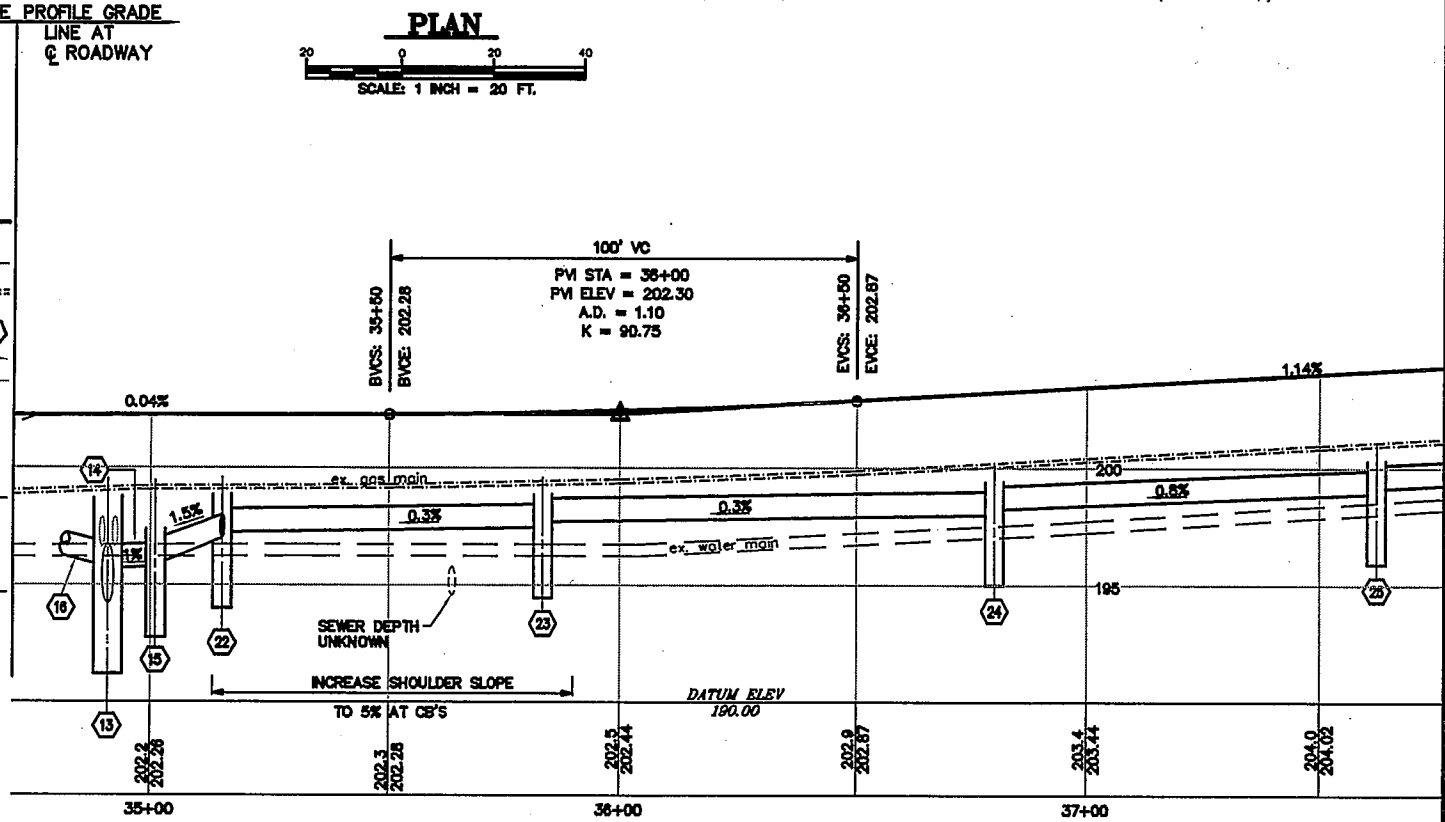 E PROFILE GRADE
LINE AT
℄ ROADWAY
PLAN
20 0 20 40
SCALE: 1 INCH = 20 FT.
100' VC
PVI STA = 36+00
PVI ELEV = 202.30
A.D. = 1.10
K = 90.75
BVCS: 35+50
BVCE: 202.28
EVCS: 36+50
EVCE: 202.87
0.04%
1.14%
14
ex. gas main
200
1.5%
0.3%
0.3%
0.8%
1%
ex. water main
16
195
15
22
23
24
25
13
SEWER DEPTH
UNKNOWN
INCREASE SHOULDER SLOPE
TO 5% AT CB'S
DATUM ELEV
190.00
202.2
202.26
202.3
202.28
202.5
202.44
202.9
202.87
203.4
203.44
204.0
204.02
35+00
36+00
37+00